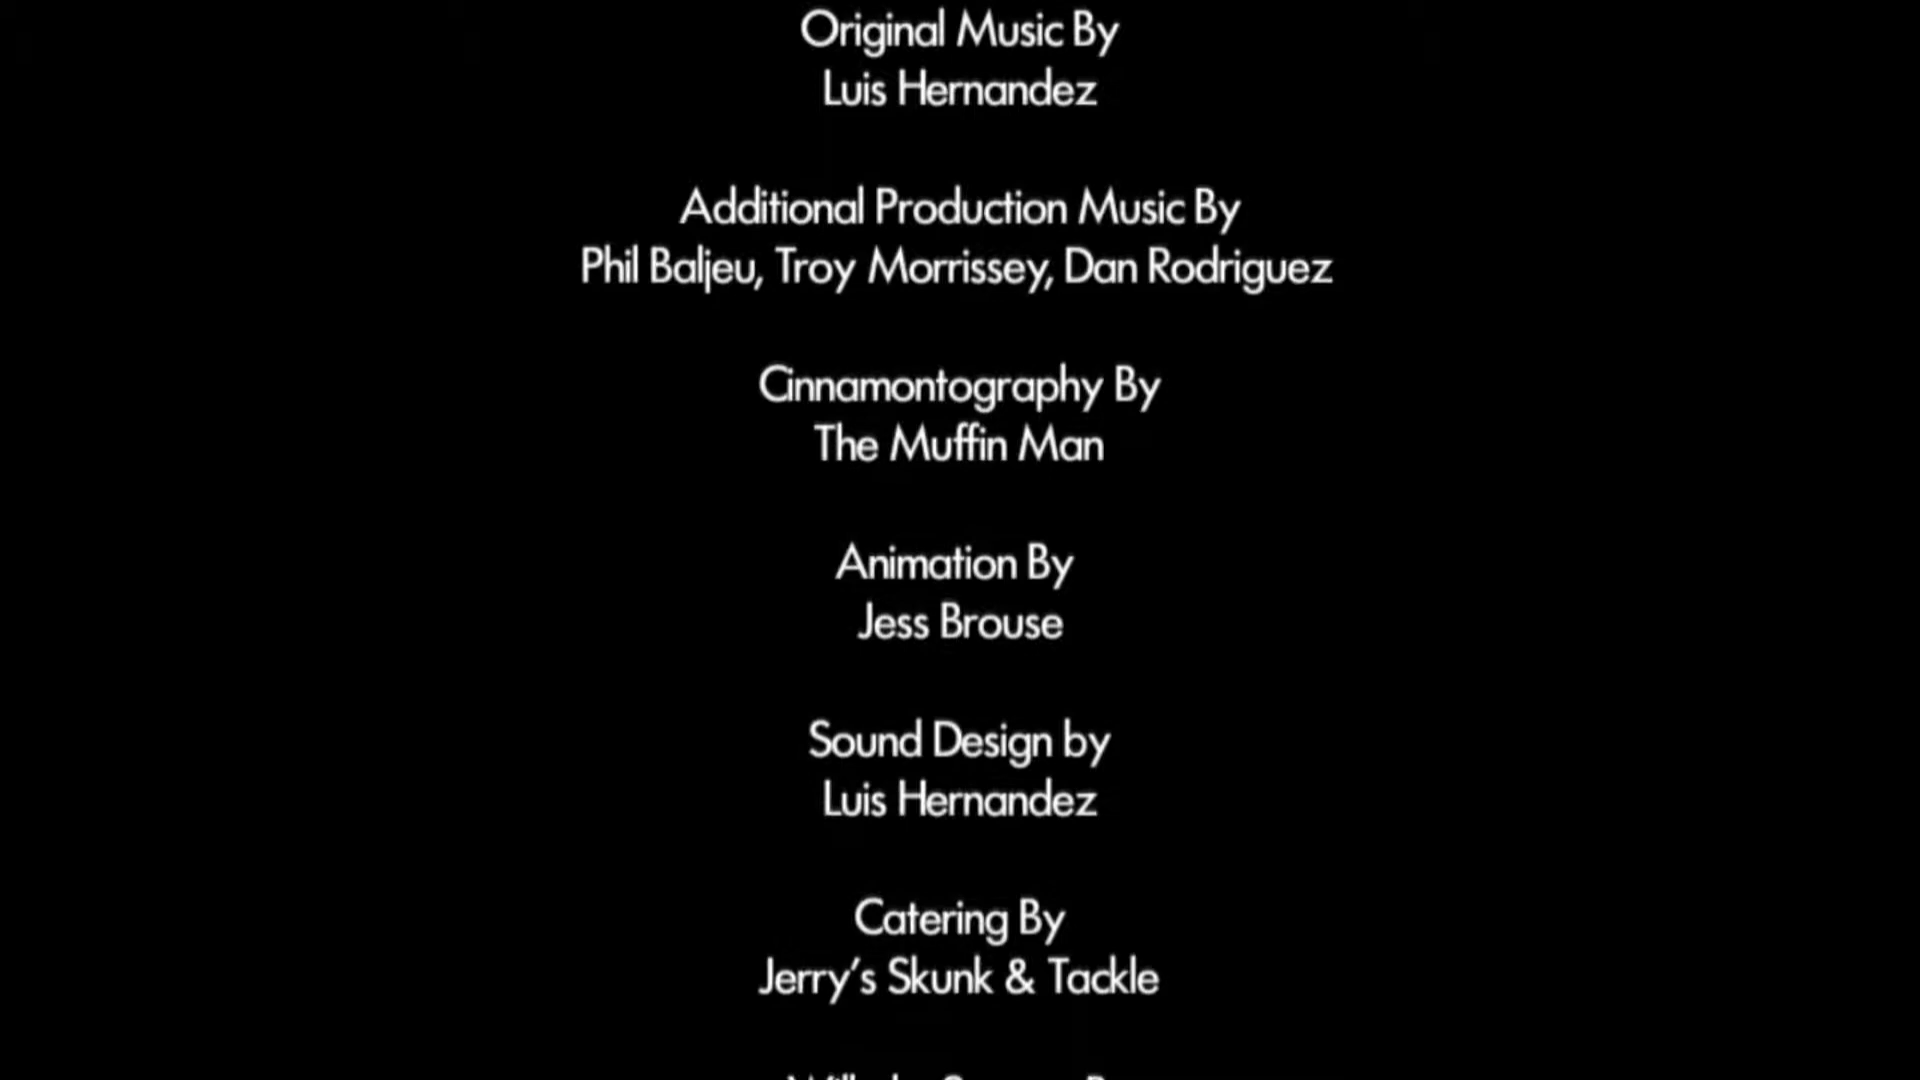 Original Music By
Luis Hernandez
Additional Production Music By
Phil Baljeu, Troy Morrissey, Dan Rodriguez
Cinnamontography By
The Muffin Man
Animation By
Jess Brouse
Sound Design by
Luis Hernandez
Catering By
Jerry's Skunk & Tackle